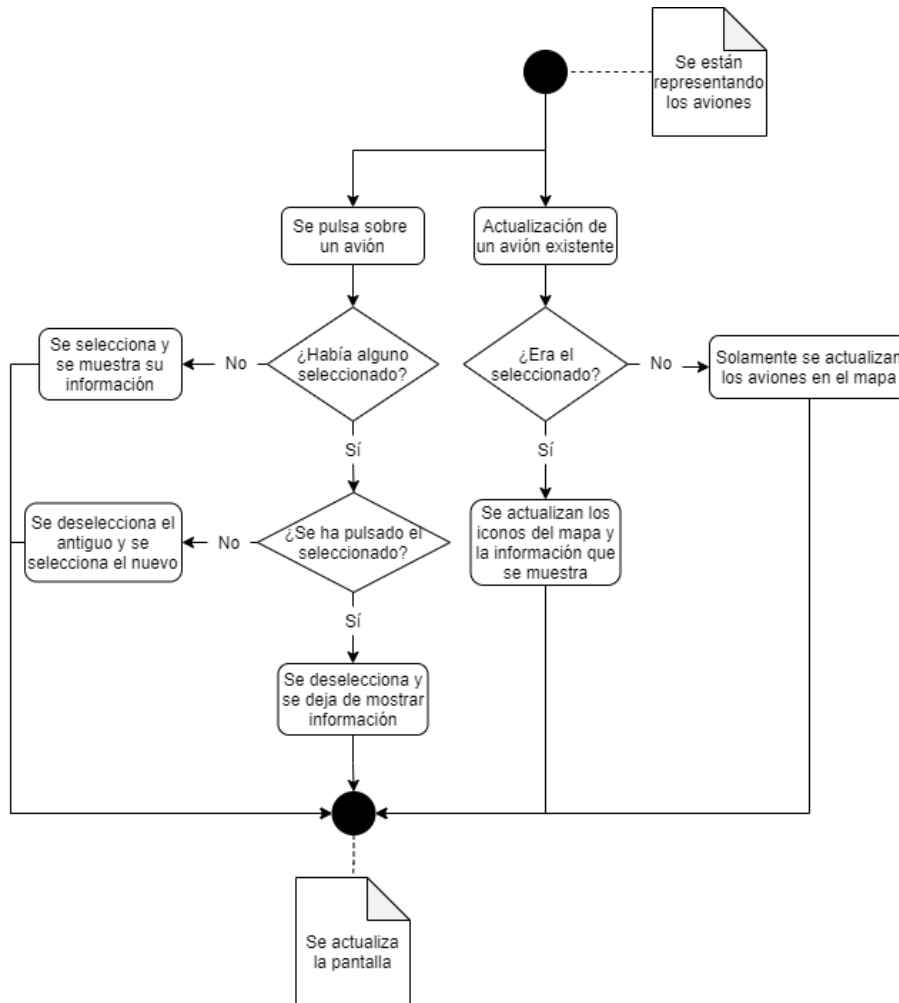 Se están
representando
los aviones
Se pulsa sobre
un avión
Actualización de
un avión existente
Se selecciona y
se muestra su
información
No
¿Había alguno
seleccionado?
¿Era el
seleccionado?
No
Solamente se actualizan
los aviones en el mapa
Sí
Sí
Se deselecciona el
antiguo y se
selecciona el nuevo
No
¿Se ha pulsado el
seleccionado?
Se actualizan los
iconos del mapa y
la información que
se muestra
Sí
Se deselecciona y
se deja de mostrar
información
Se actualiza
la pantalla